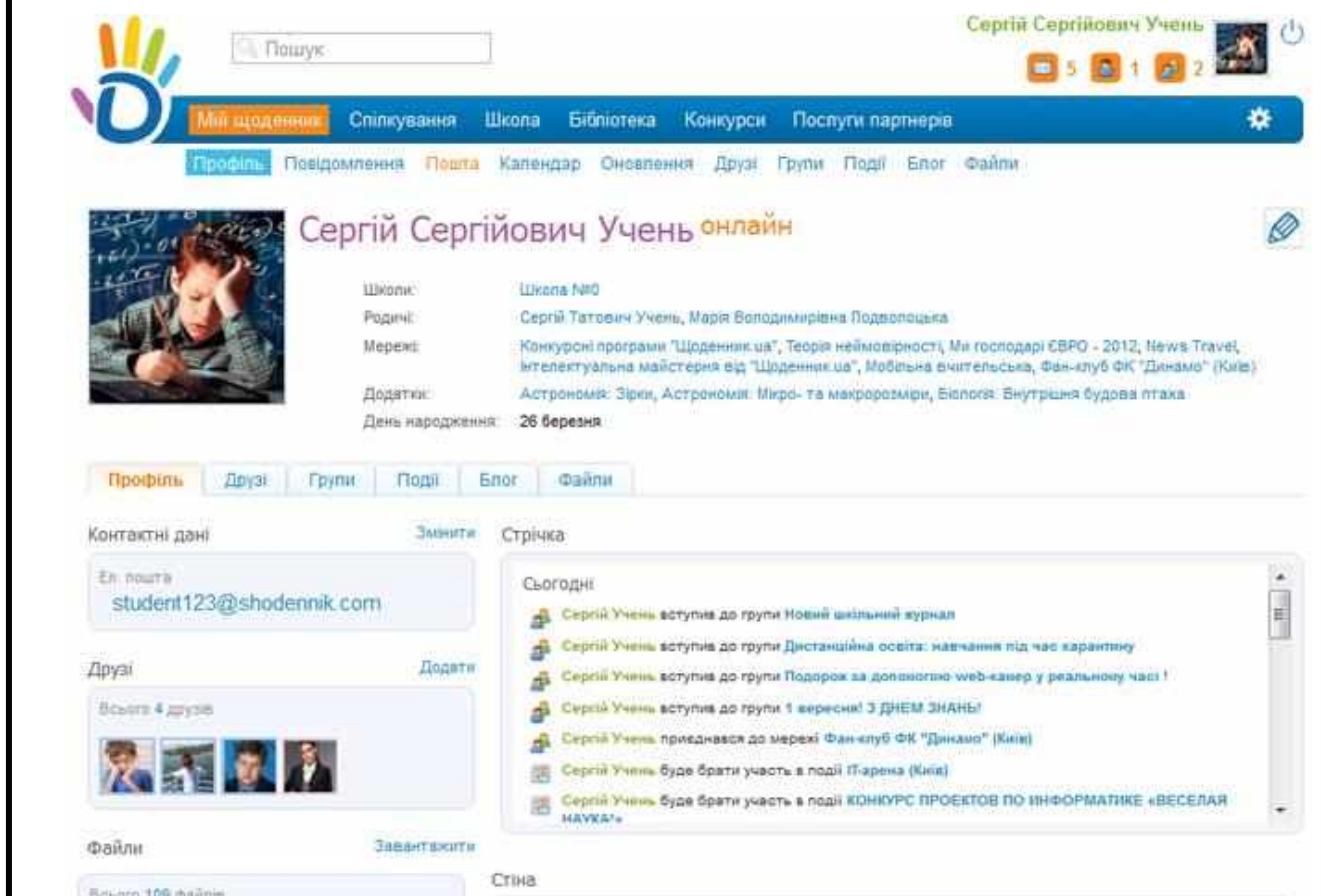 Пошук
Сергій Сергійович Учень
5 1 2
Мій щоденник Спілкування Школа Бібліотека Конкурси Послуги партнерів
Профіль Повідомлення Пошта Календар Оновлення Друзі Групи Події Блог Файли
Сергій Сергійович Учень онлайн
Школи: Школа №0
Родичі: Сергій Татович Учень, Марія Володимирівна Подволоцька
Мережі: Конкурсні програми "Щоденник.ua", Теорія неймовірності, Ми господарі ЄВРО - 2012, News Travel,
Інтелектуальна майстерня від "Щоденник.ua", Мобільна вчительська, Фан-клуб ФК "Динамо" (Київ)
Додатки: Астрономія: Зірки, Астрономія: Мікро- та макророзміри, Біологія: Внутрішня будова птаха
День народження: 26 березня
Профіль Друзі Групи Події Блог Файли
Контактні дані Змінити
Ел. пошта
student123@shodennik.com
Друзі Додати
Всього 4 друзів
Файли Завантажити
Всього 109 файлів
Стрічка
Сьогодні
Сергій Учень вступив до групи Новий шкільний журнал
Сергій Учень вступив до групи Дистанційна освіта: навчання під час карантину
Сергій Учень вступив до групи Подорож за допомогою web-камер у реальному часі !
Сергій Учень вступив до групи 1 вересня! З ДНЕМ ЗНАНЬ!
Сергій Учень приєднався до мережі Фан-клуб ФК "Динамо" (Київ)
Сергій Учень буде брати участь в події IT-арена (Київ)
Сергій Учень буде брати участь в події КОНКУРС ПРОЕКТОВ ПО ИНФОРМАТИКЕ «ВЕСЕЛАЯ
НАУКА!»
Стіна